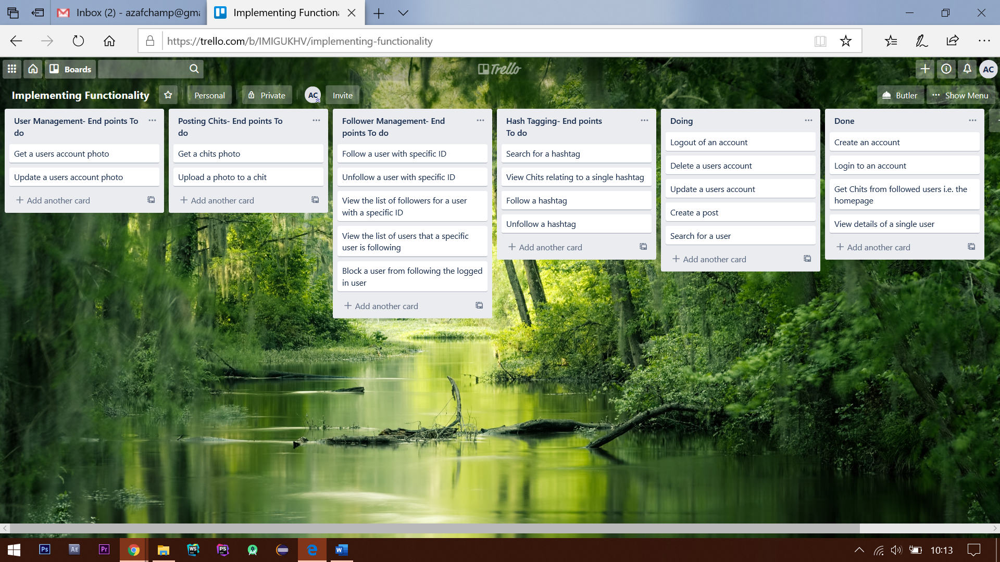 Inbox (2) - azafchamp@gma
Implementing Functiona
https://trello.com/b/IMIGUKHV/implementing-functionality
Boards
Trello
AC
Implementing Functionality
Personal
Private
AC
Invite
Butler
Show Menu
User Management- End points To
do
Get a users account photo
Update a users account photo
Add another card
Posting Chits- End points To
do
Get a chits photo
Upload a photo to a chit
Add another card
Follower Management- End
points To do
Follow a user with specific ID
Unfollow a user with specific ID
View the list of followers for a user
with a specific ID
View the list of users that a specific
user is following
Block a user from following the logged
in user
Add another card
Hash Tagging- End points
To do
Search for a hashtag
View Chits relating to a single hashtag
Follow a hashtag
Unfollow a hashtag
Add another card
Doing
Logout of an account
Delete a users account
Update a users account
Create a post
Search for a user
Add another card
Done
Create an account
Login to an account
Get Chits from followed users i.e. the
homepage
View details of a single user
Add another card
Ps
AE
Pr
WS
PS
W
10:13